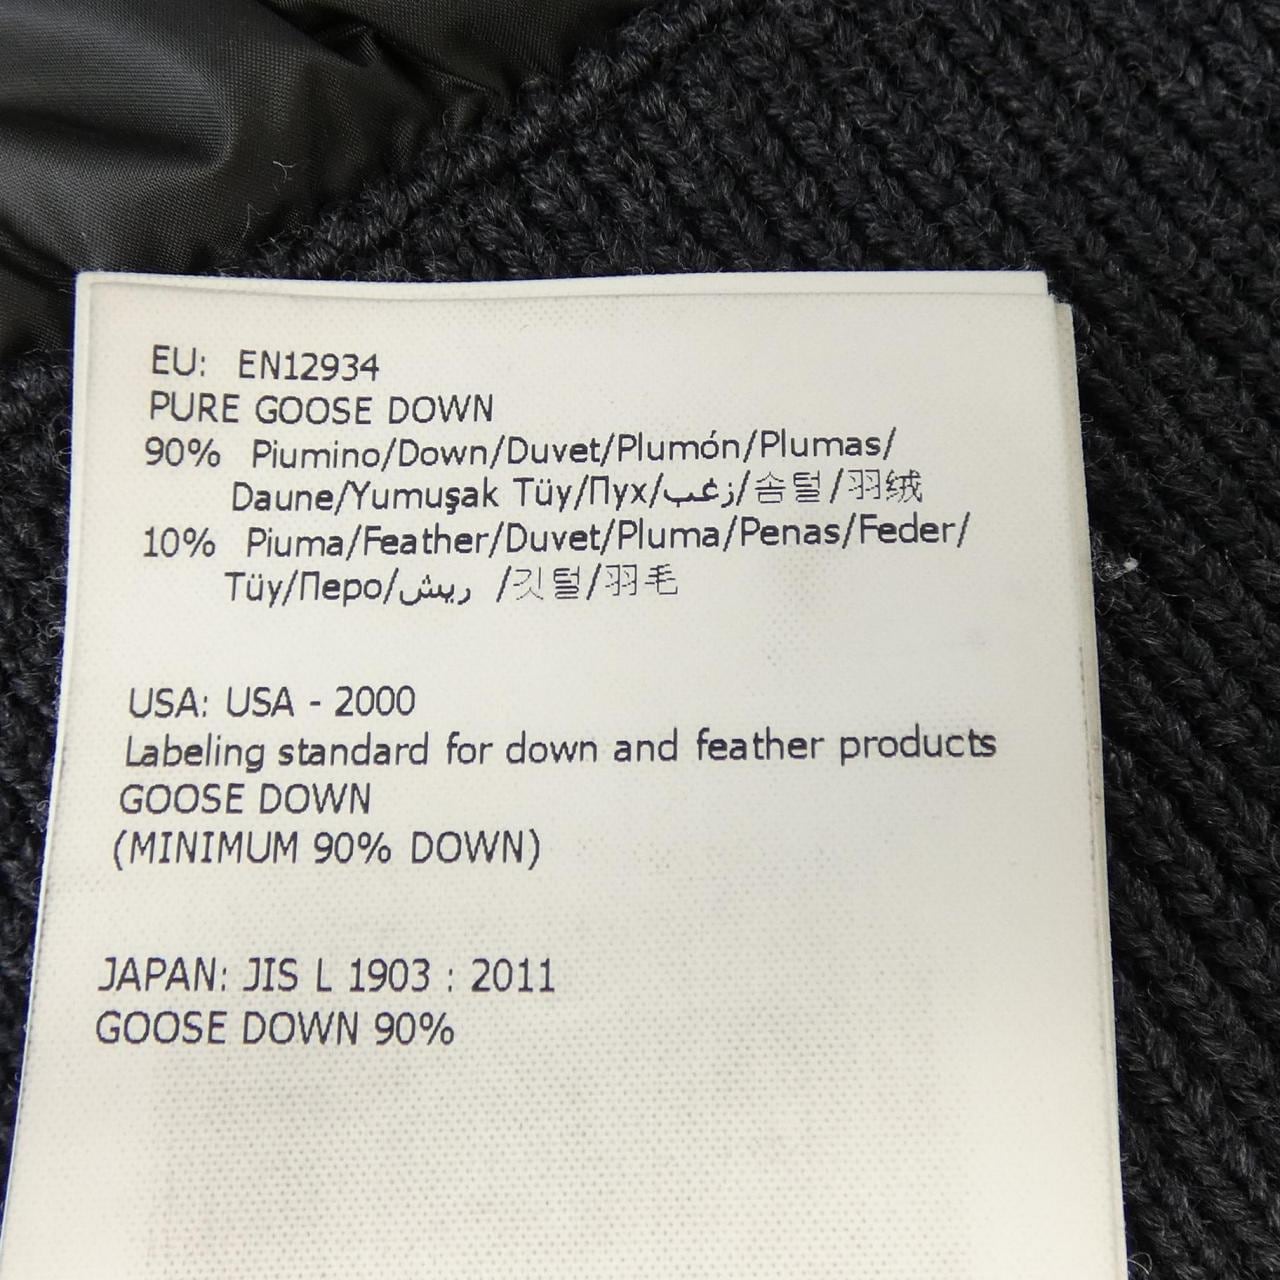 EU: EN12934
PURE GOOSE DOWN
90% Piumino/Down/Duvet/Plumón/Plumas/
Daune/Yumuşak Tüy/Пух/زغب/솜털/羽绒
10% Piuma/Feather/Duvet/Pluma/Penas/Feder/
Tüy/Перо/ريش /깃털/羽毛
USA: USA - 2000
Labeling standard for down and feather products
GOOSE DOWN
(MINIMUM 90% DOWN)
JAPAN: JIS L 1903 : 2011
GOOSE DOWN 90%